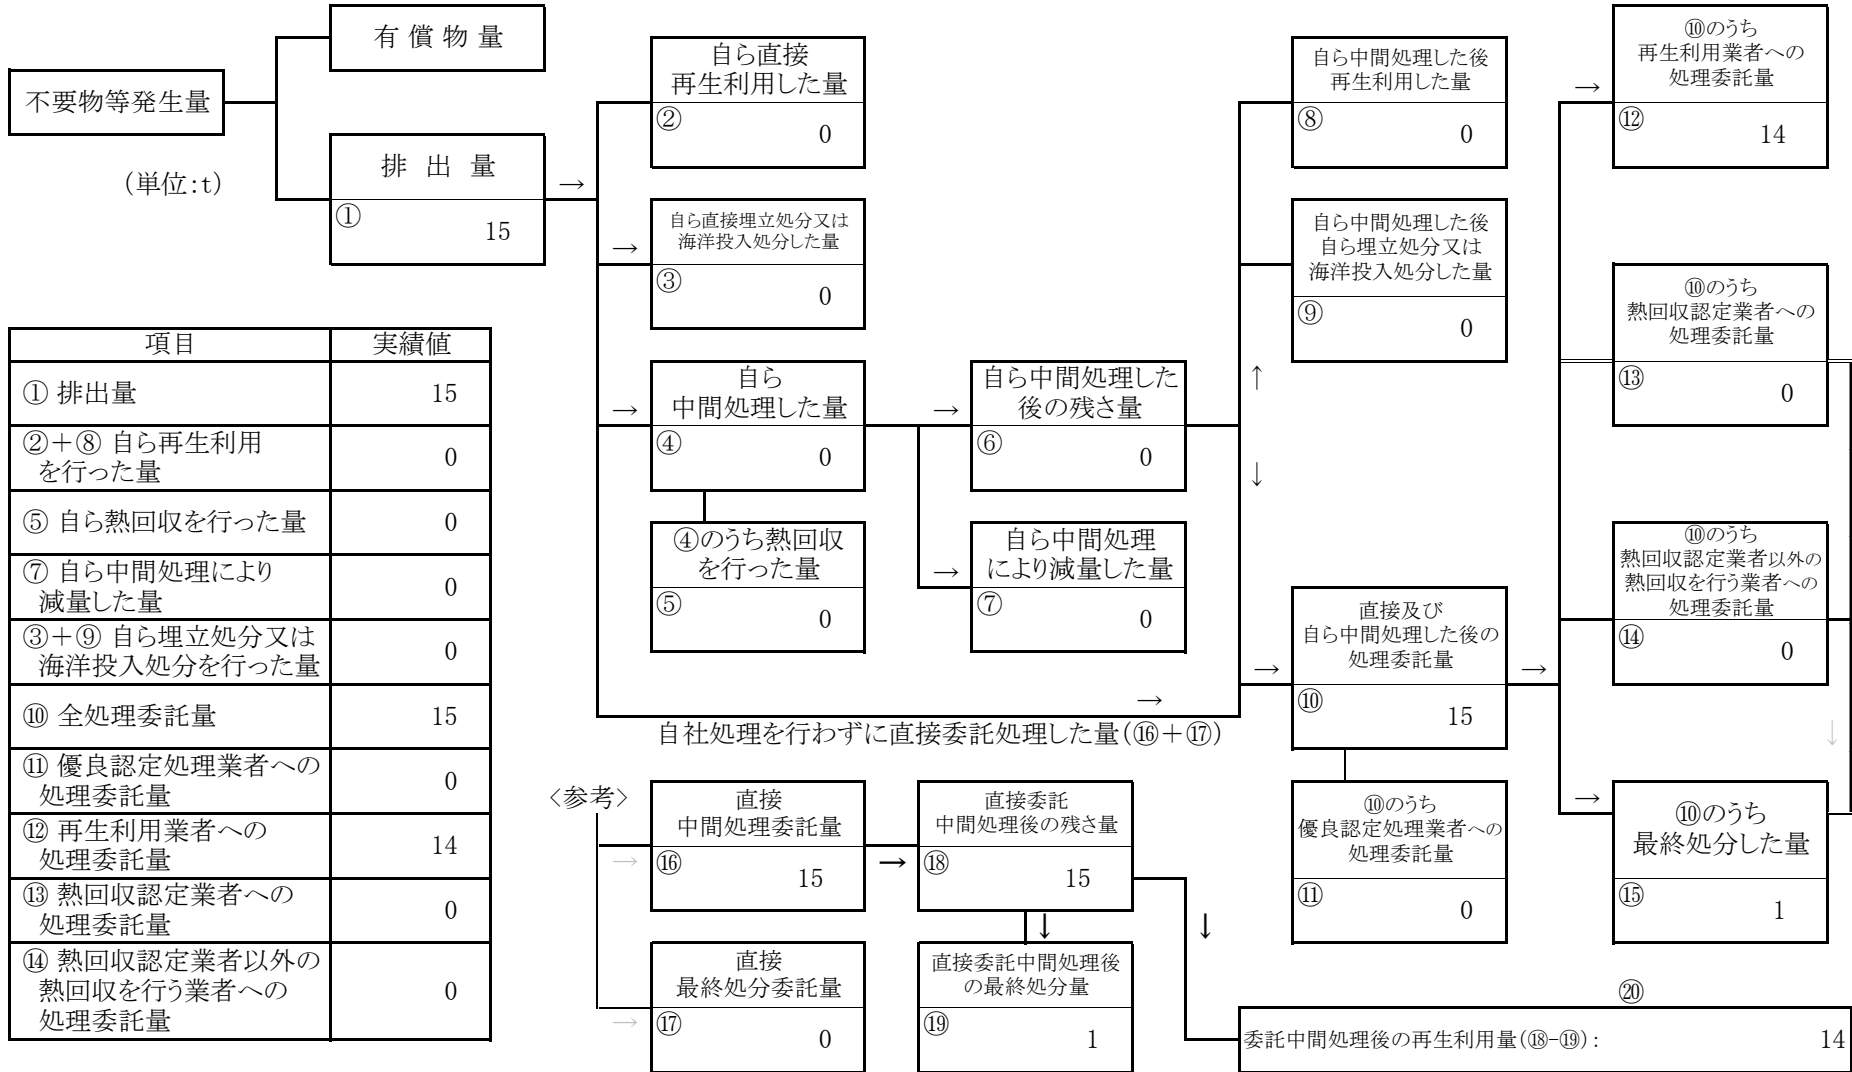 不要物等発生量
(単位:t)
有償物量
排出量
①
15
→
自ら直接
再生利用した量
②
0
→
自ら直接埋立処分又は
海洋投入処分した量
③
0
→
自ら
中間処理した量
④
0
④のうち熱回収
を行った量
⑤
0
→
自ら中間処理した
後の残さ量
⑥
0
→
自ら中間処理
により減量した量
⑦
0
→
自社処理を行わずに直接委託処理した量(⑯+⑰)
↑
↓
自ら中間処理した後
再生利用した量
⑧
0
自ら中間処理した後
自ら埋立処分又は
海洋投入処分した量
⑨
0
→
直接及び
自ら中間処理した後の
処理委託量
⑩
15
⑩のうち
優良認定処理業者への
処理委託量
⑪
0
→
→
⑩のうち
再生利用業者への
処理委託量
⑫
14
⑩のうち
熱回収認定業者への
処理委託量
⑬
0
⑩のうち
熱回収認定業者以外の
熱回収を行う業者への
処理委託量
⑭
0
↓
→
⑩のうち
最終処分した量
⑮
1
項目 実績値
① 排出量 15
②+⑧ 自ら再生利用
を行った量 0
⑤ 自ら熱回収を行った量 0
⑦ 自ら中間処理により
減量した量 0
③+⑨ 自ら埋立処分又は
海洋投入処分を行った量 0
⑩ 全処理委託量 15
⑪ 優良認定処理業者への
処理委託量 0
⑫ 再生利用業者への
処理委託量 14
⑬ 熱回収認定業者への
処理委託量 0
⑭ 熱回収認定業者以外の
熱回収を行う業者への
処理委託量 0
<参考>
→
直接
中間処理委託量
⑯
15
→
直接
最終処分委託量
⑰
0
→
直接委託
中間処理後の残さ量
⑱
15
↓
直接委託中間処理後
の最終処分量
⑲
1
↓
⑳
委託中間処理後の再生利用量(⑱-⑲): 14